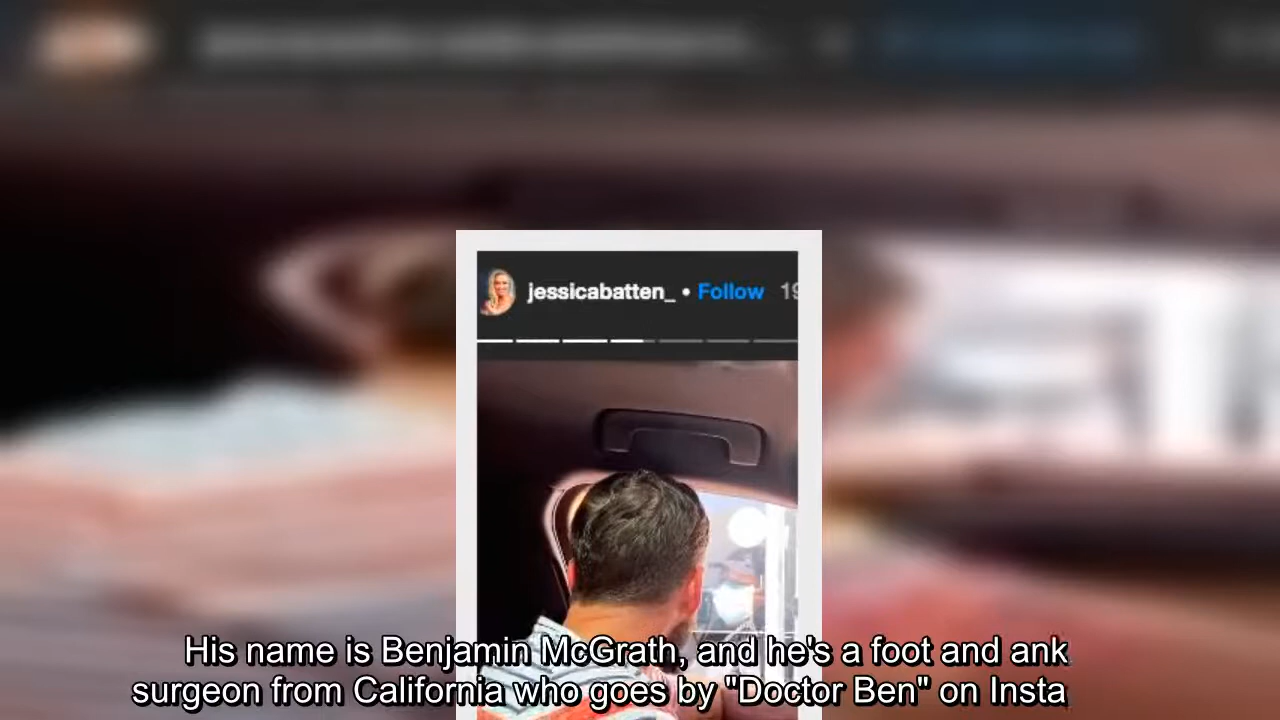 jessicabatten_ • Follow 19
His name is Benjamin McGrath, and he's a foot and ank
surgeon from California who goes by "Doctor Ben" on Insta